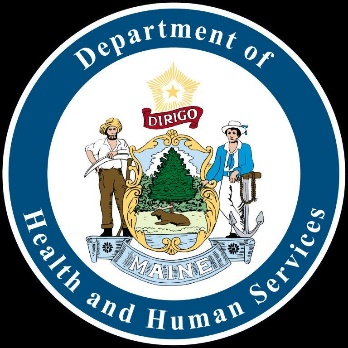 Department of
DIRIGO
MAINE
Health and Human Services